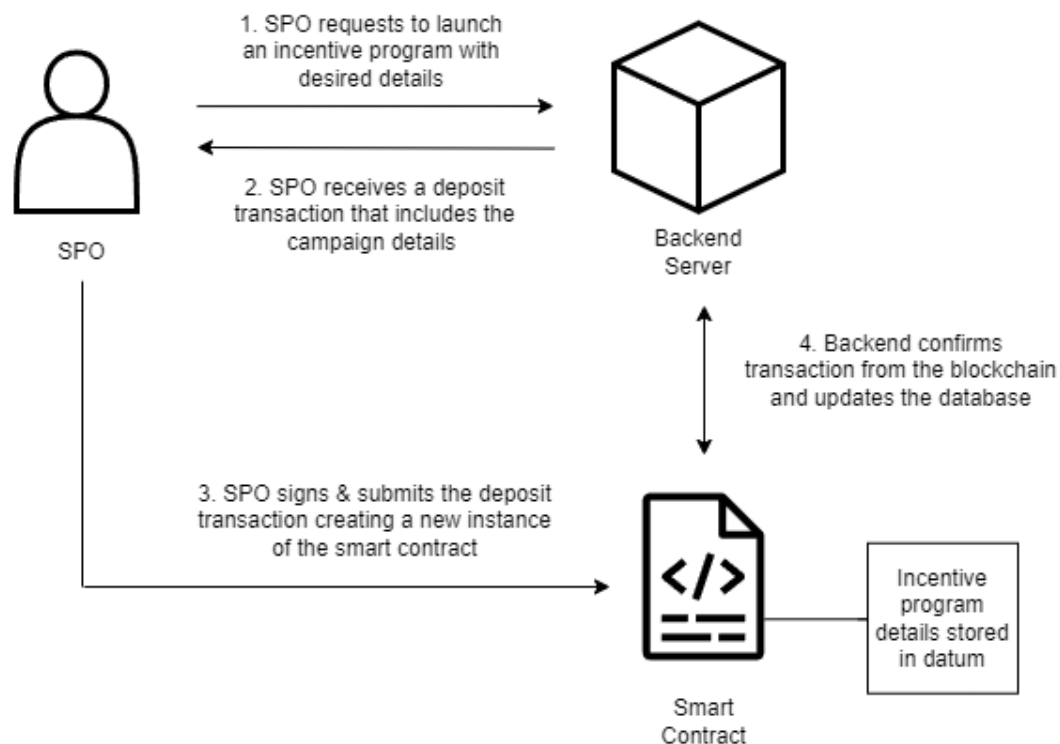 1. SPO requests to launch
an incentive program with
desired details
2. SPO receives a deposit
transaction that includes the
campaign details
SPO
Backend
Server
4. Backend confirms
transaction from the blockchain
and updates the database
3. SPO signs & submits the deposit
transaction creating a new instance
of the smart contract
</>
Incentive
program
details stored
in datum
Smart
Contract